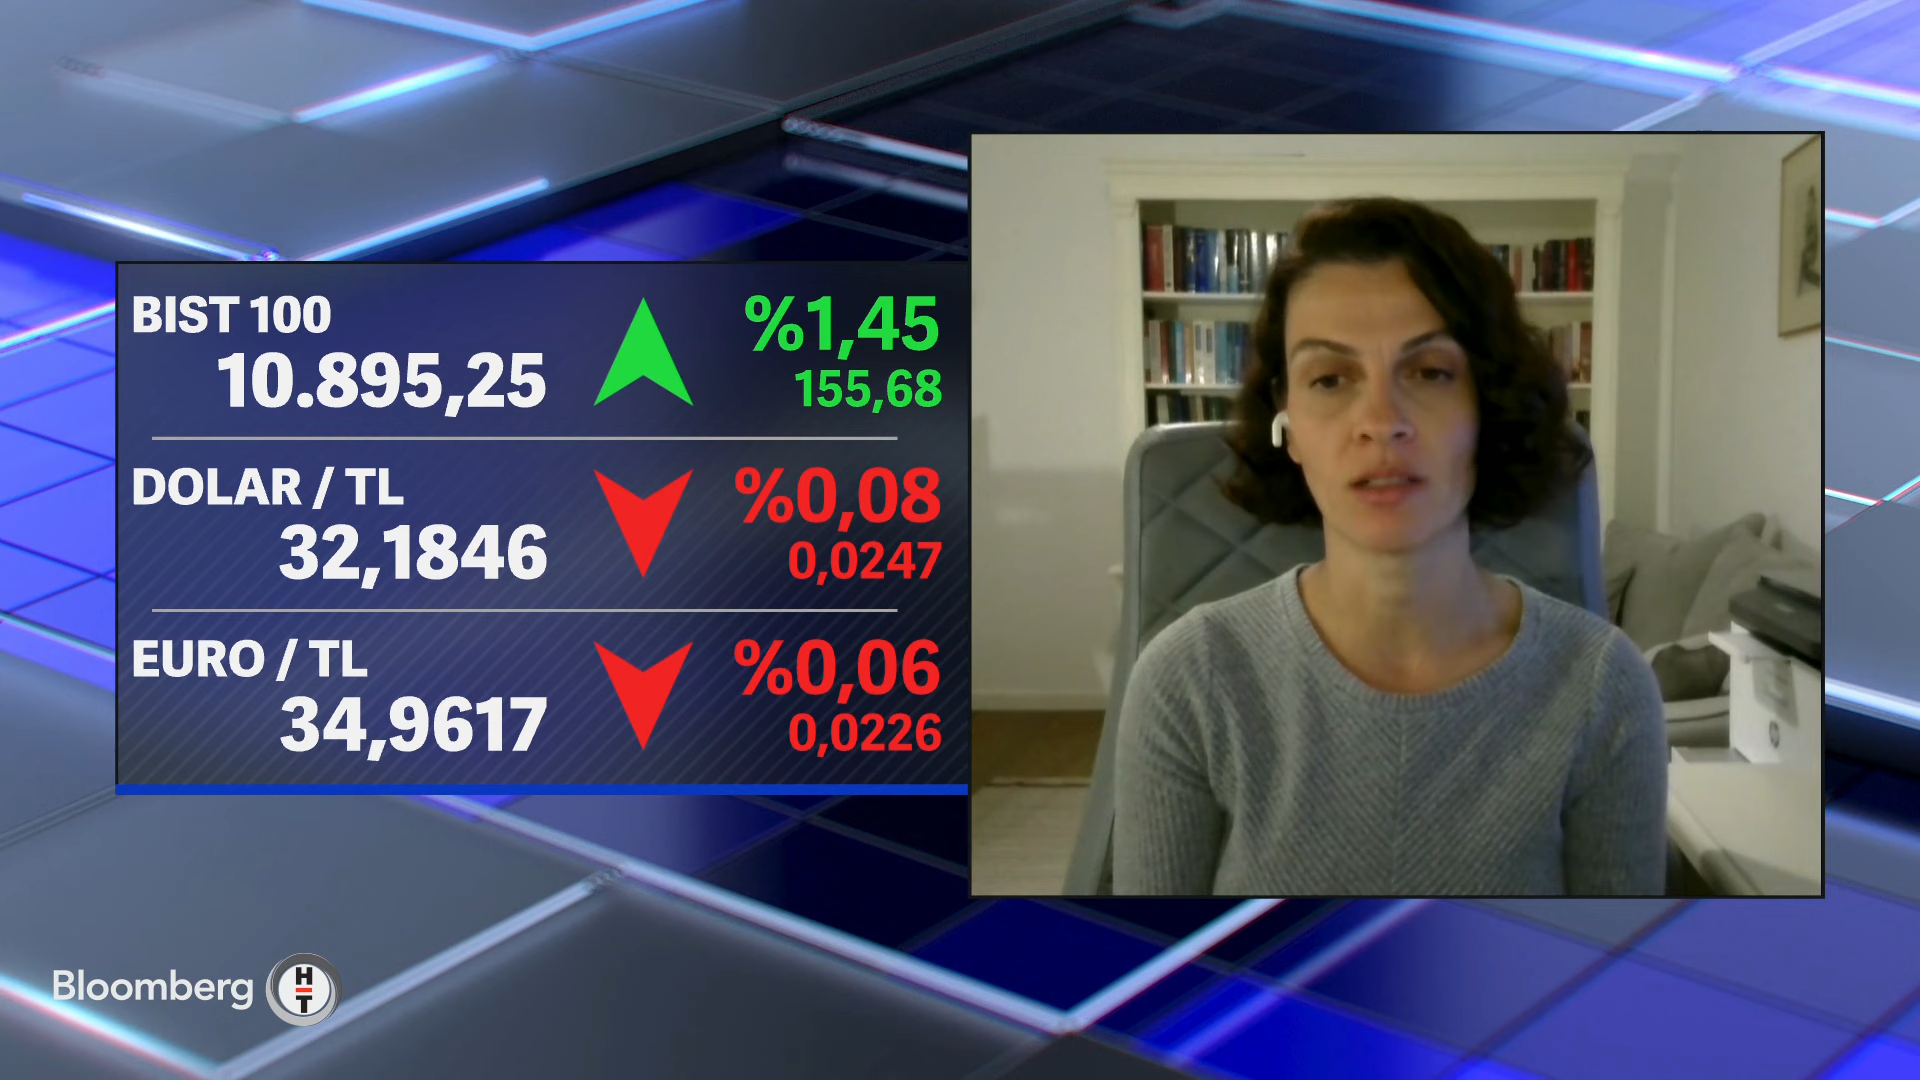 BIST 100
10.895,25
%1,45
155,68
DOLAR / TL
32,1846
%0,08
0,0247
EURO / TL
34,9617
%0,06
0,0226
Bloomberg HT
hp